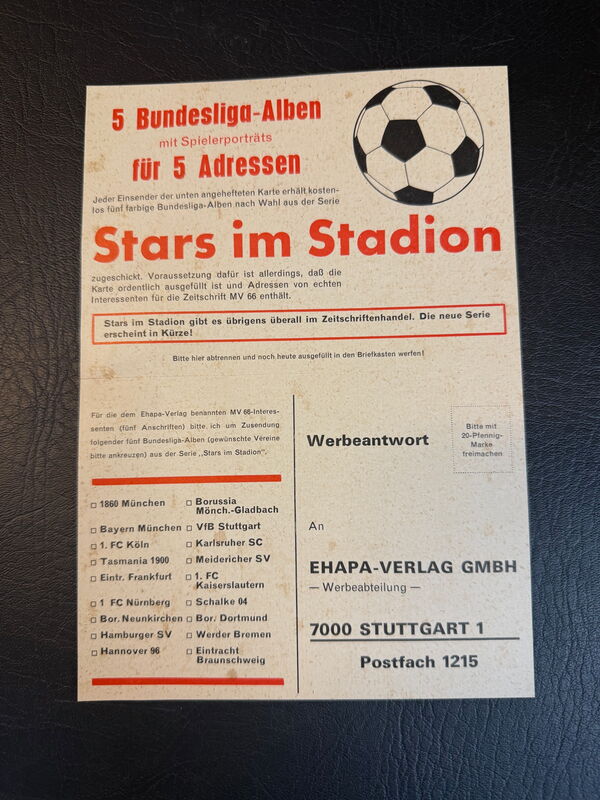 5 Bundesliga-Alben
mit Spielerporträts
für 5 Adressen
Jeder Einsender der unten angehefteten Karte erhält kosten-
los fünf farbige Bundesliga-Alben nach Wahl aus der Serie
Stars im Stadion
zugeschickt. Voraussetzung dafür ist allerdings, daß die
Karte ordentlich ausgefüllt ist und Adressen von echten
Interessenten für die Zeitschrift MV 66 enthält.
Stars im Stadion gibt es übrigens überall im Zeitschriftenhandel. Die neue Serie
erscheint in Kürze!
Bitte hier abtrennen und noch heute ausgefüllt in den Briefkasten werfen!
Für die dem Ehapa-Verlag benannten MV 66-Interes-
senten (fünf Anschriften) bitte ich um Zusendung
folgender fünf Bundesliga-Alben (gewünschte Vereine
bitte ankreuzen) aus der Serie „Stars im Stadion".
□ 1860 München
□ Bayern München
□ 1. FC Köln
□ Tasmania 1900
□ Eintr. Frankfurt
□ 1 FC Nürnberg
□ Bor. Neunkirchen
□ Hamburger SV
□ Hannover 96
□ Borussia
Mönch.-Gladbach
□ VfB Stuttgart
□ Karlsruher SC
□ Meidericher SV
□ 1. FC
Kaiserslautern
□ Schalke 04
□ Bor. Dortmund
□ Werder Bremen
□ Eintracht
Braunschweig
Werbeantwort
Bitte mit
20-Pfennig-
Marke
freimachen
An
EHAPA-VERLAG GMBH
— Werbeabteilung —
7000 STUTTGART 1
Postfach 1215